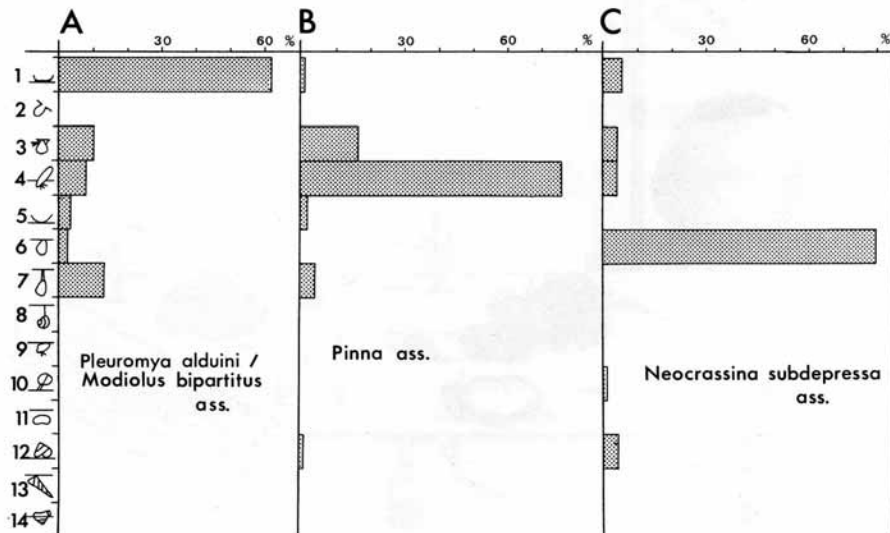 A B C
30 60 % 30 60 % 30 60 %
1
2
3
4
5
6
7
8
9
10
11
12
13
14
Pleuromya alduini /
Modiolus bipartitus
ass.
Pinna ass.
Neocrassina subdepressa
ass.